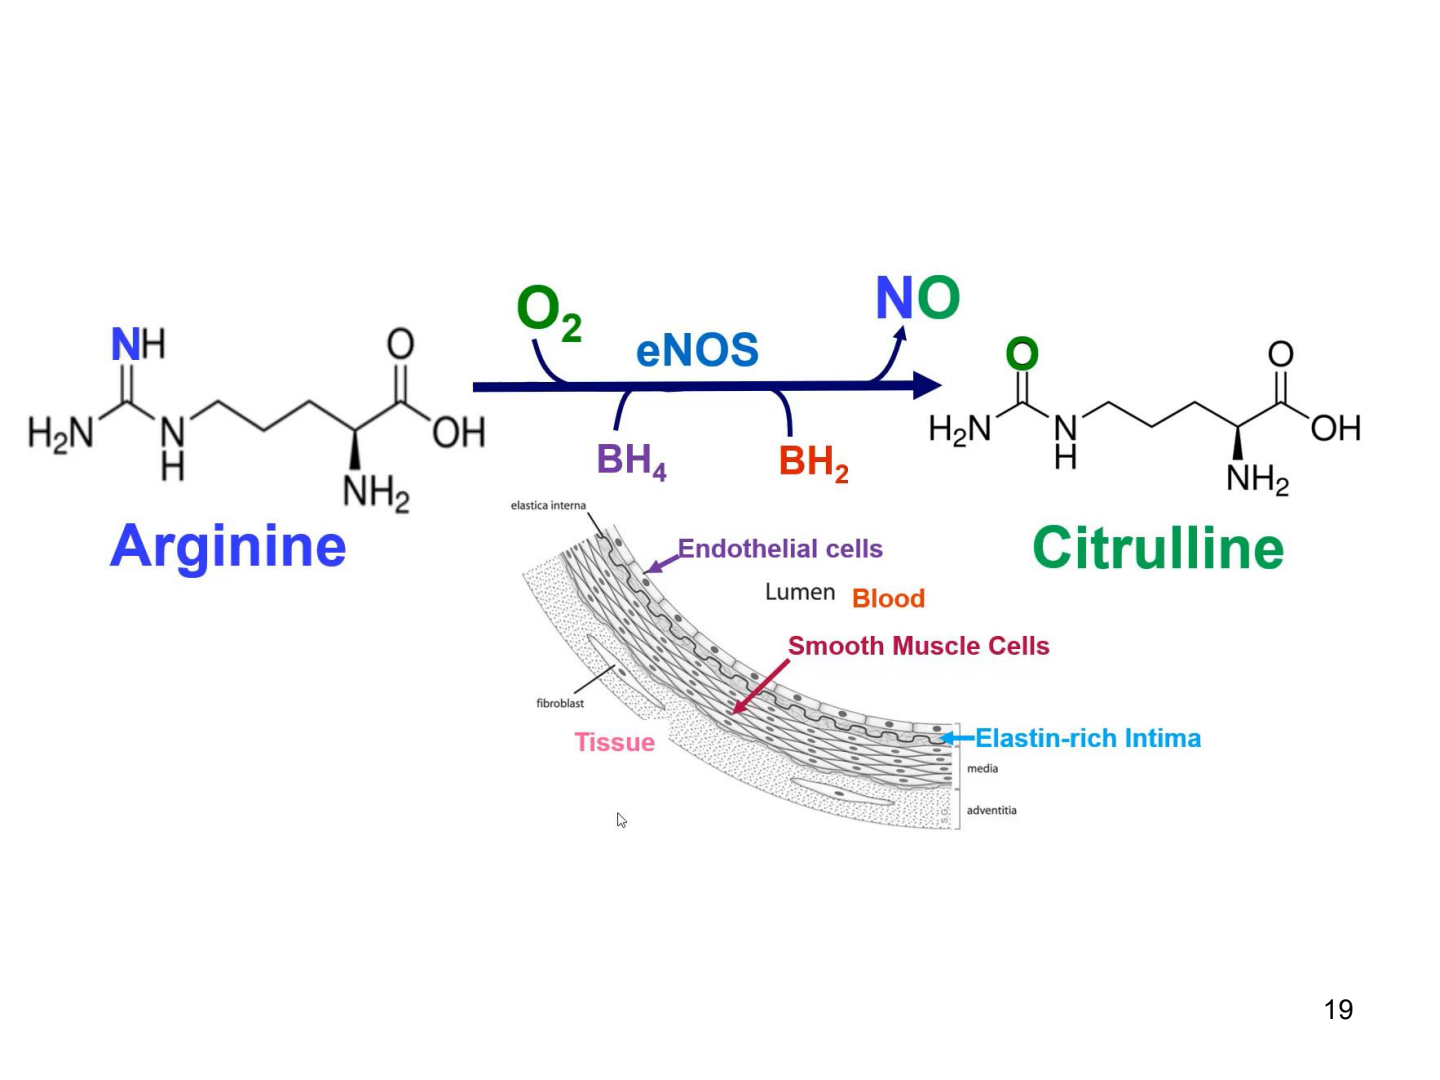 O2
NO
eNOS
NH
O
H2N
N
H
OH
NH2
BH4
BH2
O
O
H2N
N
H
OH
NH2
Arginine
Citrulline
elastica interna
Endothelial cells
Lumen
Blood
Smooth Muscle Cells
fibroblast
Tissue
Elastin-rich Intima
media
adventitia
S.G.
19